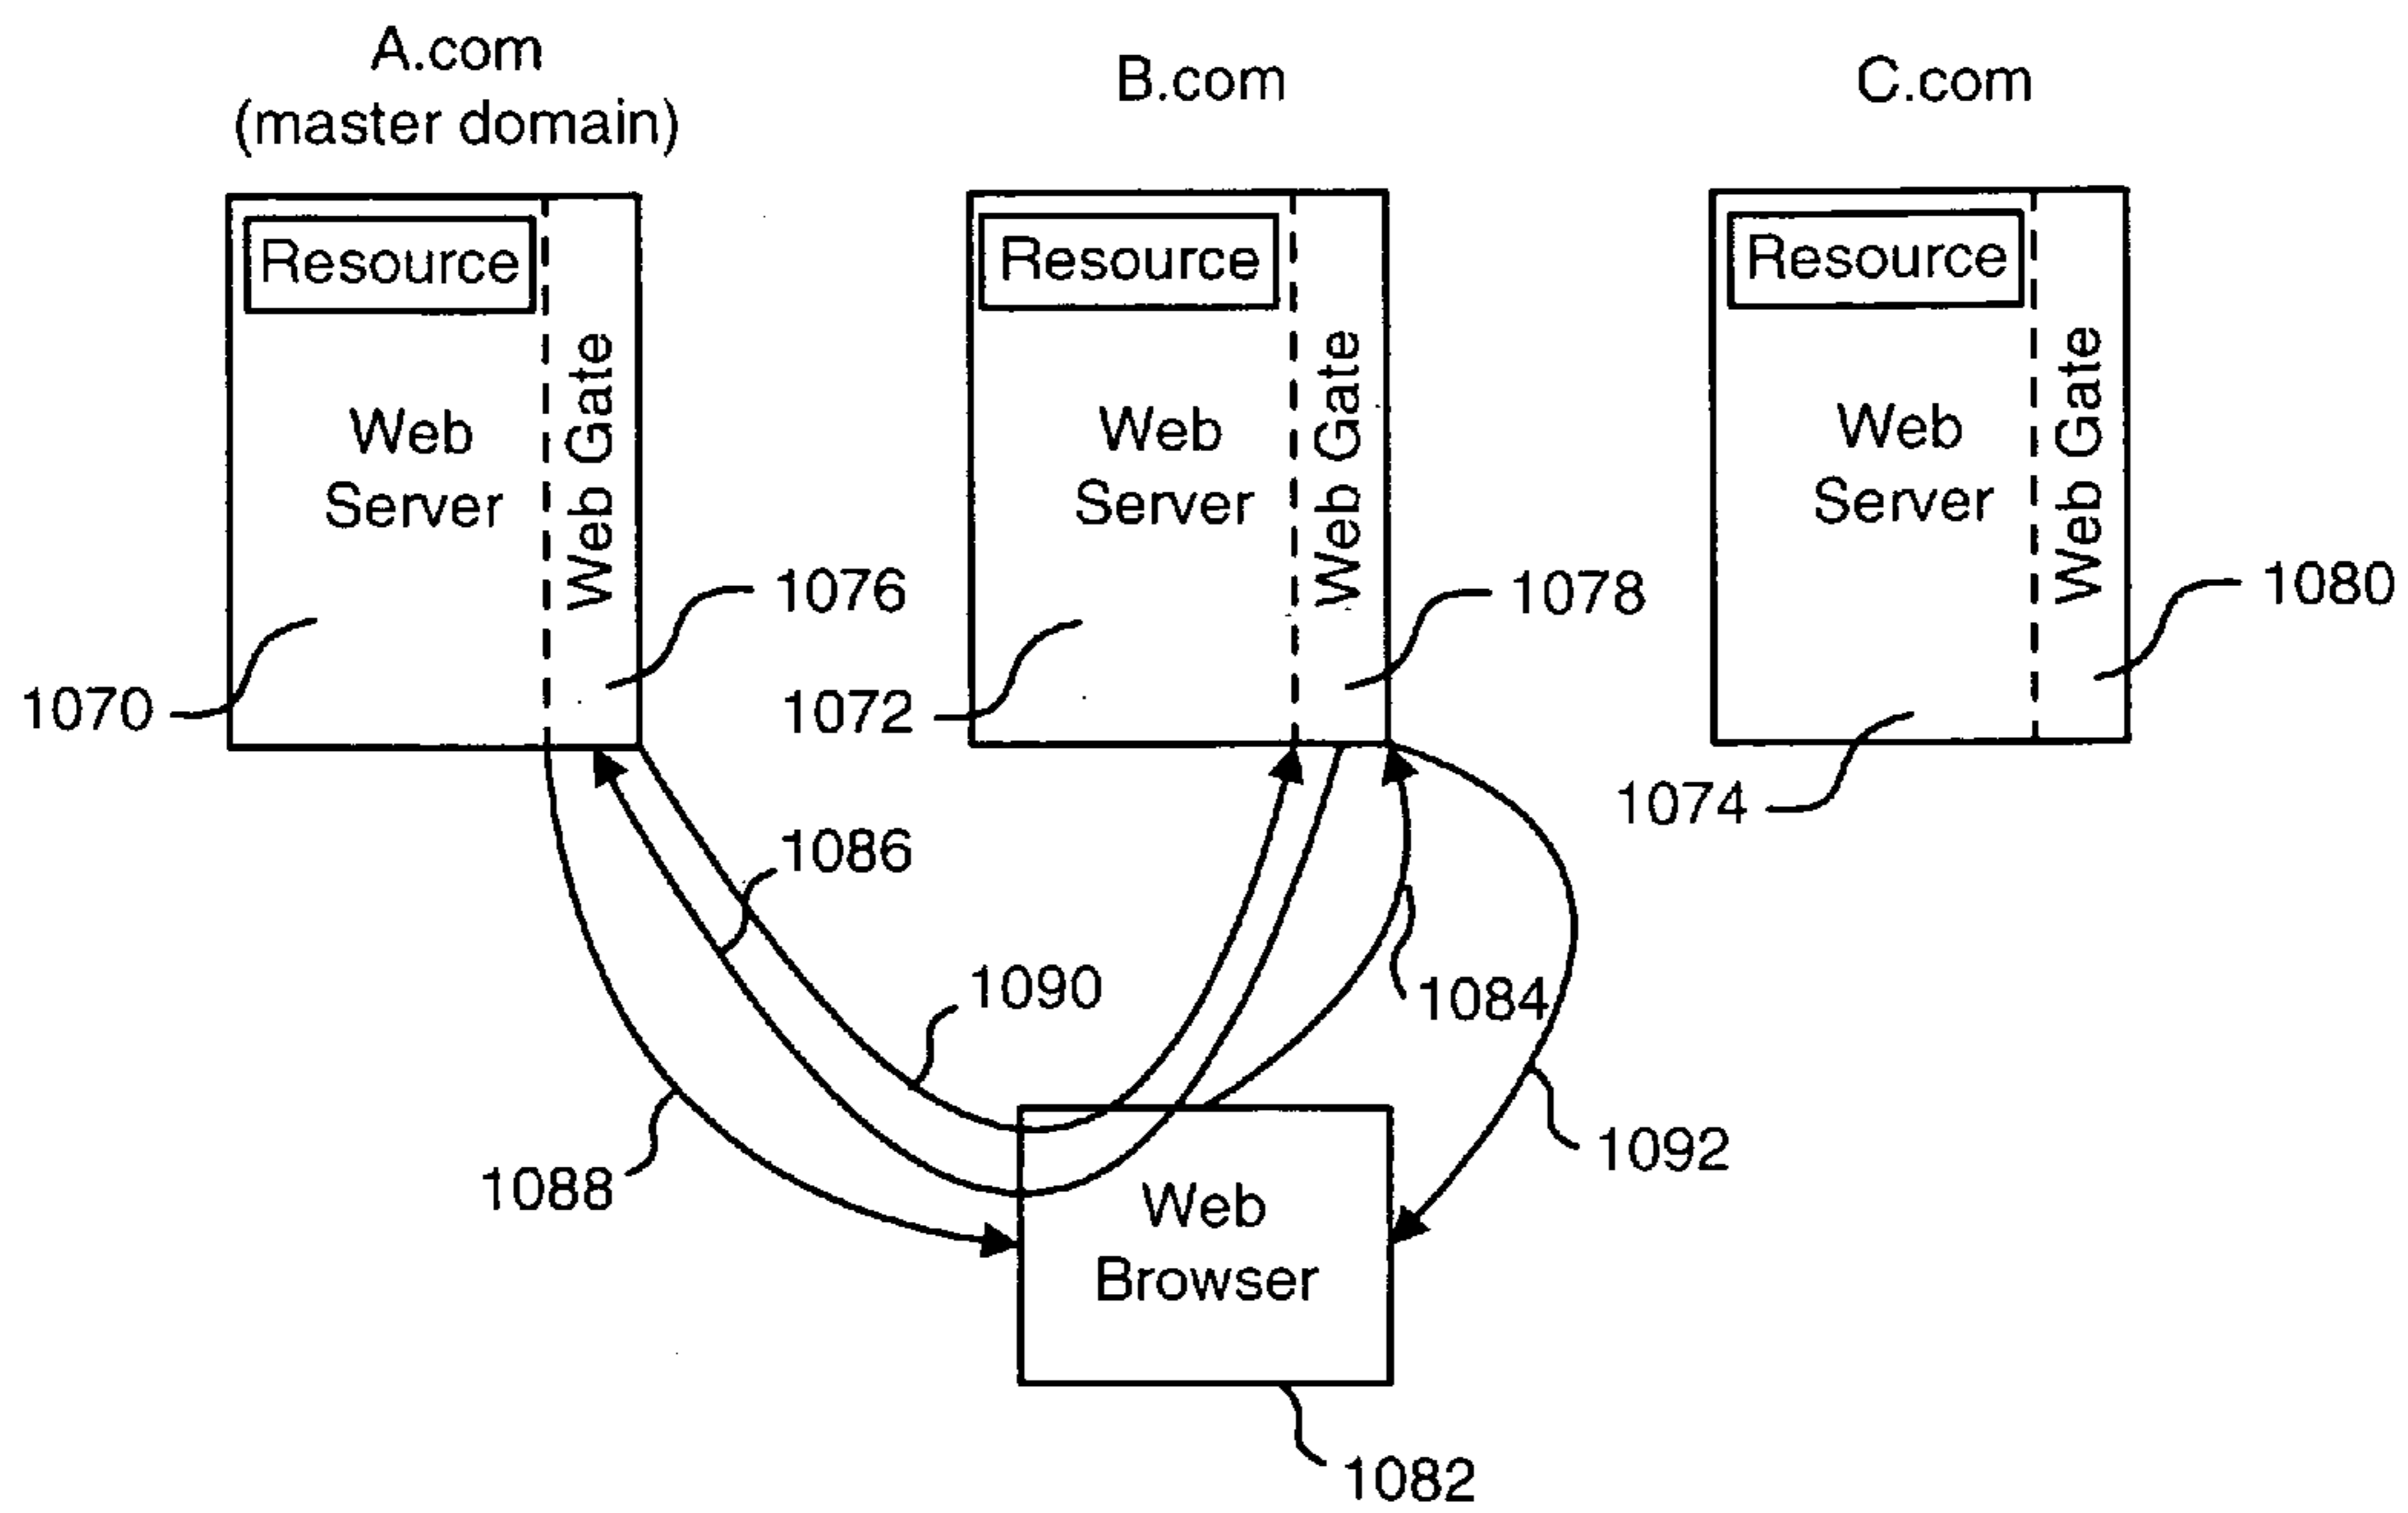 A.com
(master domain)
B.com
C.com
Resource
Resource
Resource
Web
Server
Web Gate
Web
Server
Web Gate
Web
Server
Web Gate
1076
1078
1080
1070
1072
1074
1086
1090
1084
1088
1092
Web
Browser
1082